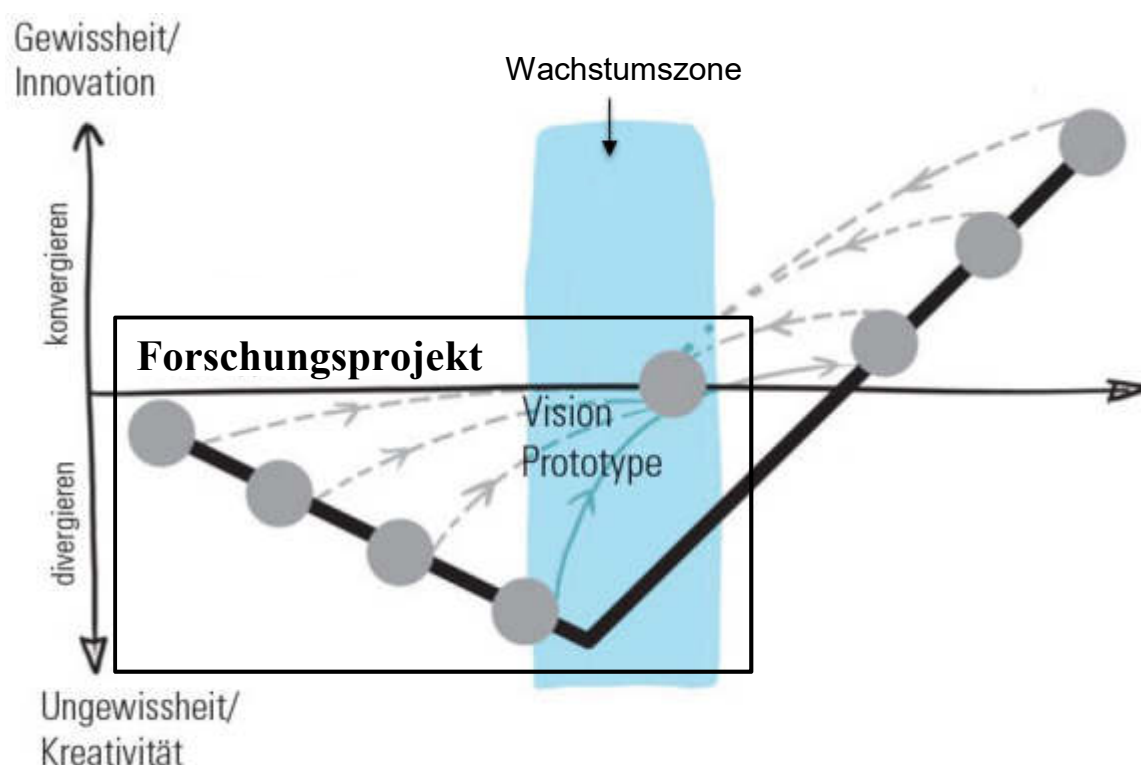 Gewissheit/
Innovation
Wachstumszone
konvergieren
Forschungsprojekt
Vision
Prototype
divergieren
Ungewissheit/
Kreativität